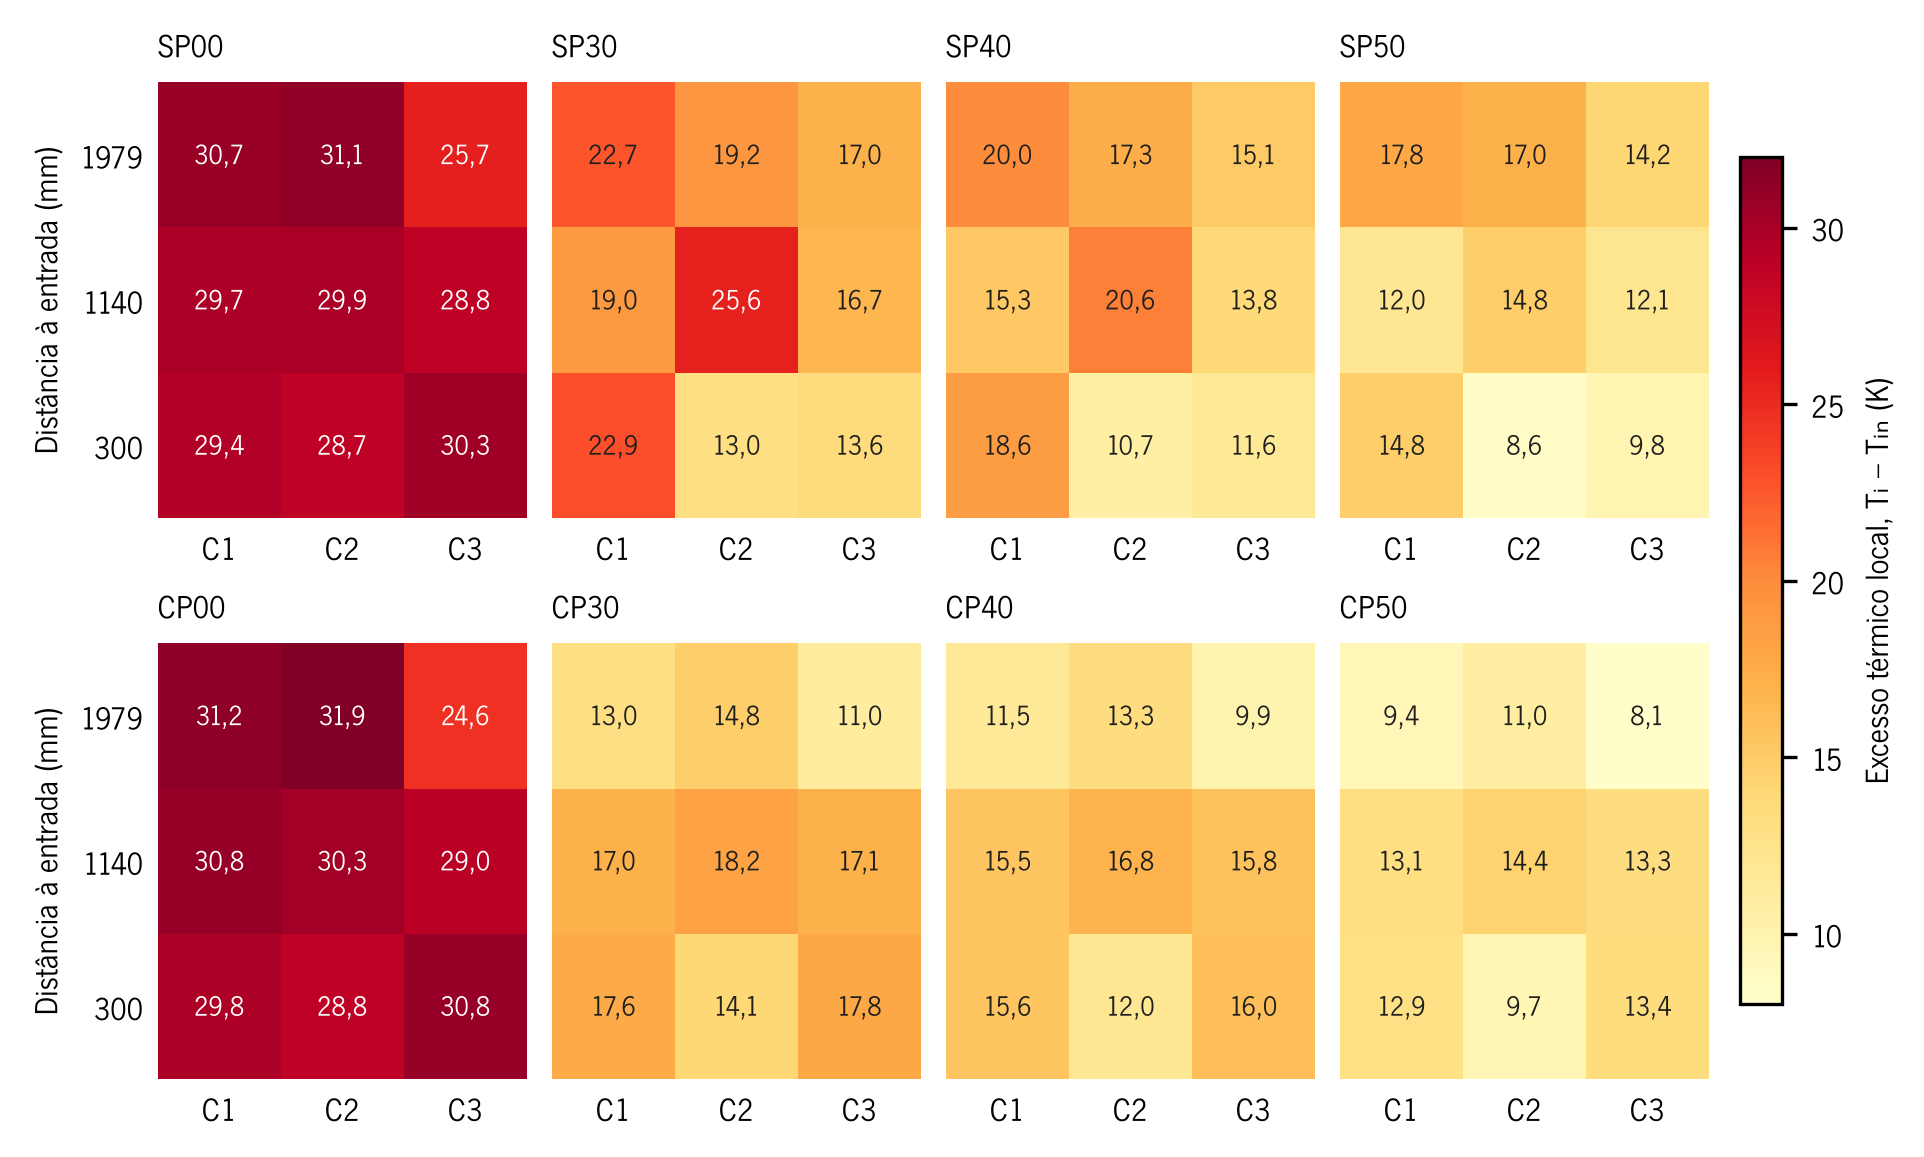 SP00 SP30 SP40 SP50
Distância à entrada (mm)
1979 30,7 31,1 25,7 22,7 19,2 17,0 20,0 17,3 15,1 17,8 17,0 14,2
1140 29,7 29,9 28,8 19,0 25,6 16,7 15,3 20,6 13,8 12,0 14,8 12,1
300 29,4 28,7 30,3 22,9 13,0 13,6 18,6 10,7 11,6 14,8 8,6 9,8
C1 C2 C3 C1 C2 C3 C1 C2 C3 C1 C2 C3
CP00 CP30 CP40 CP50
Distância à entrada (mm)
1979 31,2 31,9 24,6 13,0 14,8 11,0 11,5 13,3 9,9 9,4 11,0 8,1
1140 30,8 30,3 29,0 17,0 18,2 17,1 15,5 16,8 15,8 13,1 14,4 13,3
300 29,8 28,8 30,8 17,6 14,1 17,8 15,6 12,0 16,0 12,9 9,7 13,4
C1 C2 C3 C1 C2 C3 C1 C2 C3 C1 C2 C3
30
25
20
15
10
Excesso térmico local, Ti – Tin (K)